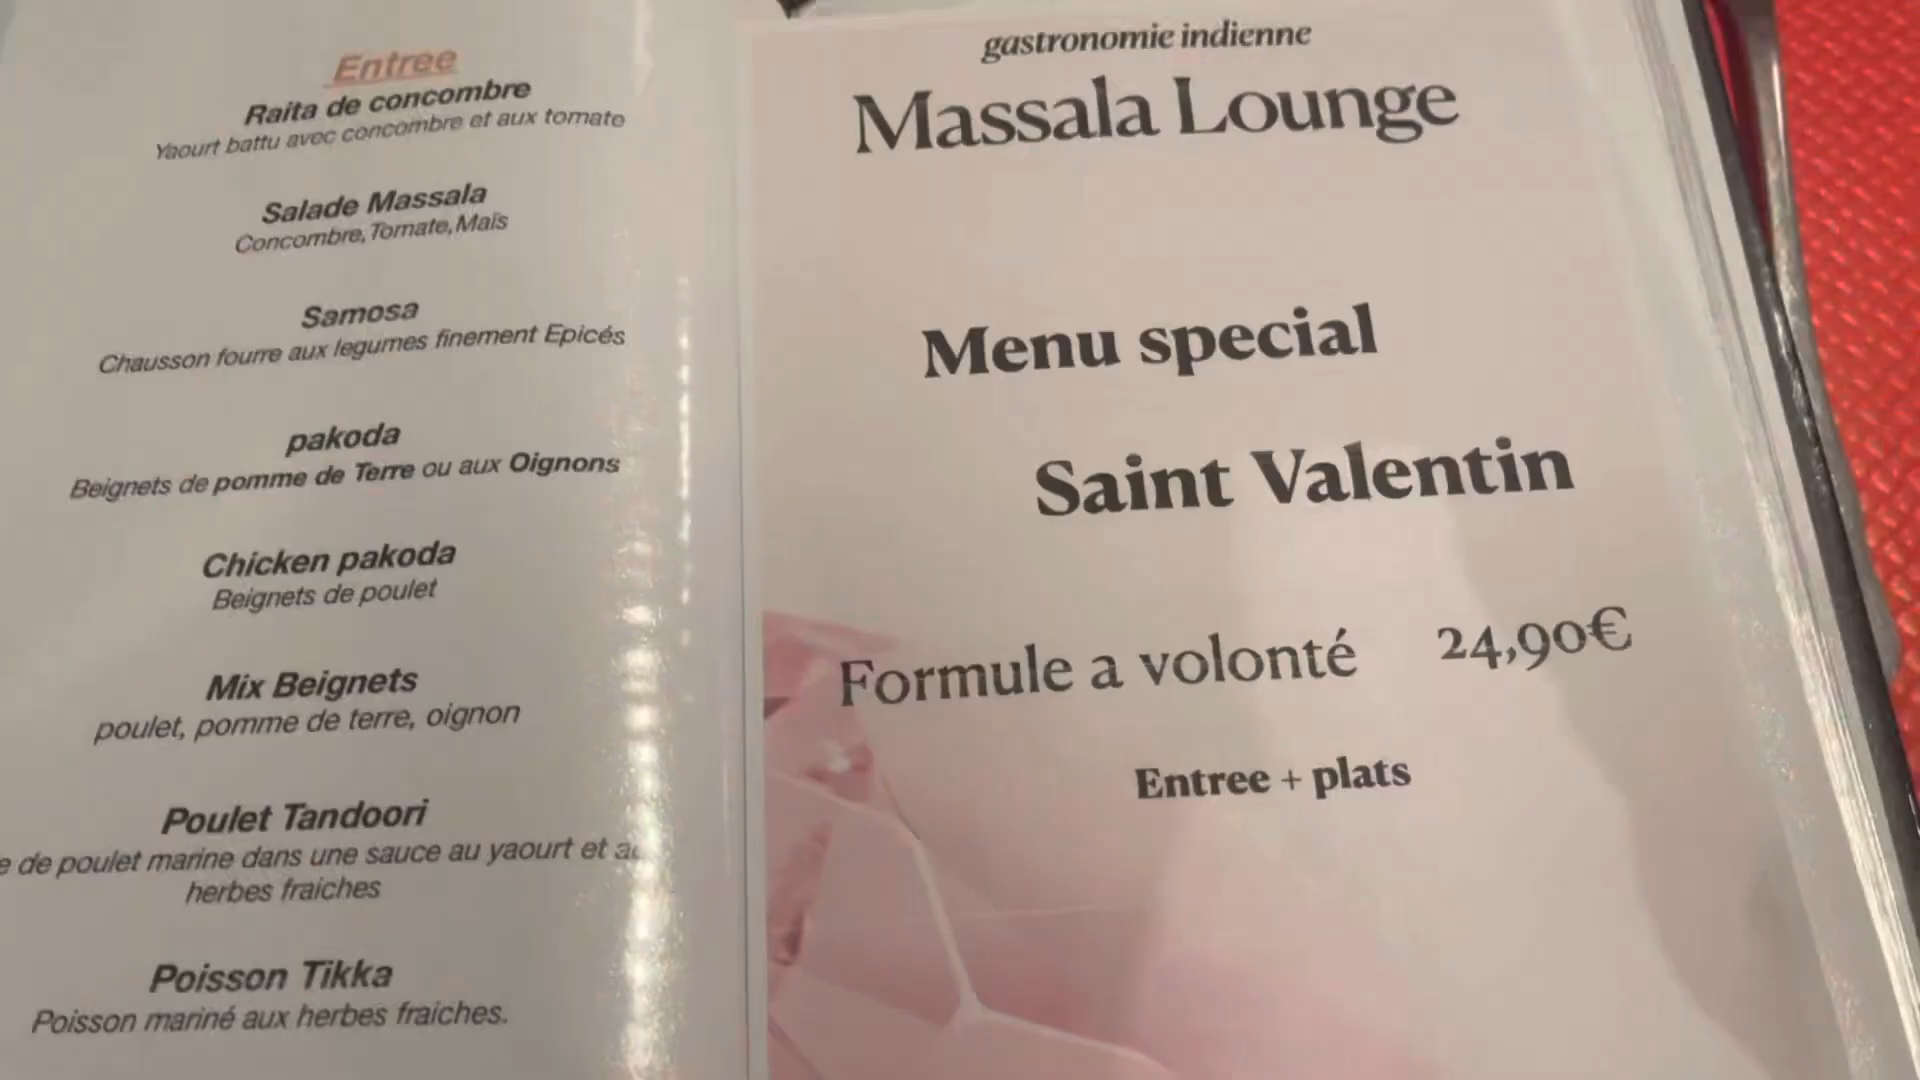 Entree
Raita de concombre
Yaourt battu avec concombre et aux tomate
Salade Massala
Concombre, Tomate, Maïs
Samosa
Chausson fourre aux legumes finement Epicés
pakoda
Beignets de pomme de Terre ou aux Oignons
Chicken pakoda
Beignets de poulet
Mix Beignets
poulet, pomme de terre, oignon
Poulet Tandoori
de poulet marine dans une sauce au yaourt et
herbes fraiches
Poisson Tikka
Poisson mariné aux herbes fraiches.
gastronomie indienne
Massala Lounge
Menu special
Saint Valentin
Formule a volonté 24,90€
Entree + plats